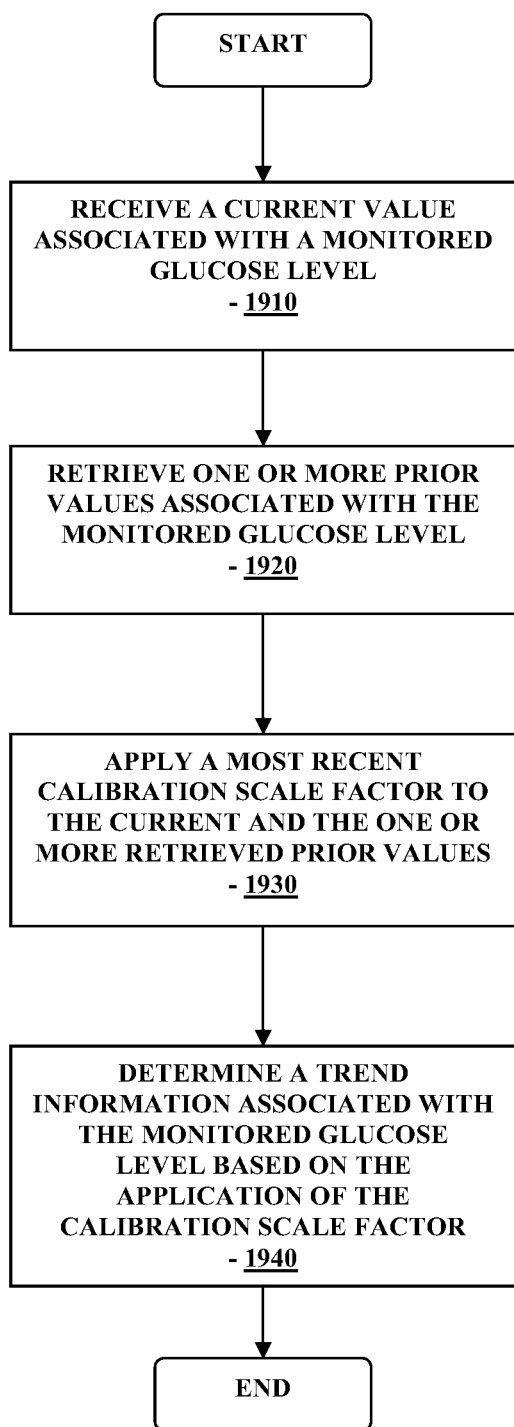 START
RECEIVE A CURRENT VALUE
ASSOCIATED WITH A MONITORED
GLUCOSE LEVEL
- 1910
RETRIEVE ONE OR MORE PRIOR
VALUES ASSOCIATED WITH THE
MONITORED GLUCOSE LEVEL
- 1920
APPLY A MOST RECENT
CALIBRATION SCALE FACTOR TO
THE CURRENT AND THE ONE OR
MORE RETRIEVED PRIOR VALUES
- 1930
DETERMINE A TREND
INFORMATION ASSOCIATED WITH
THE MONITORED GLUCOSE
LEVEL BASED ON THE
APPLICATION OF THE
CALIBRATION SCALE FACTOR
- 1940
END